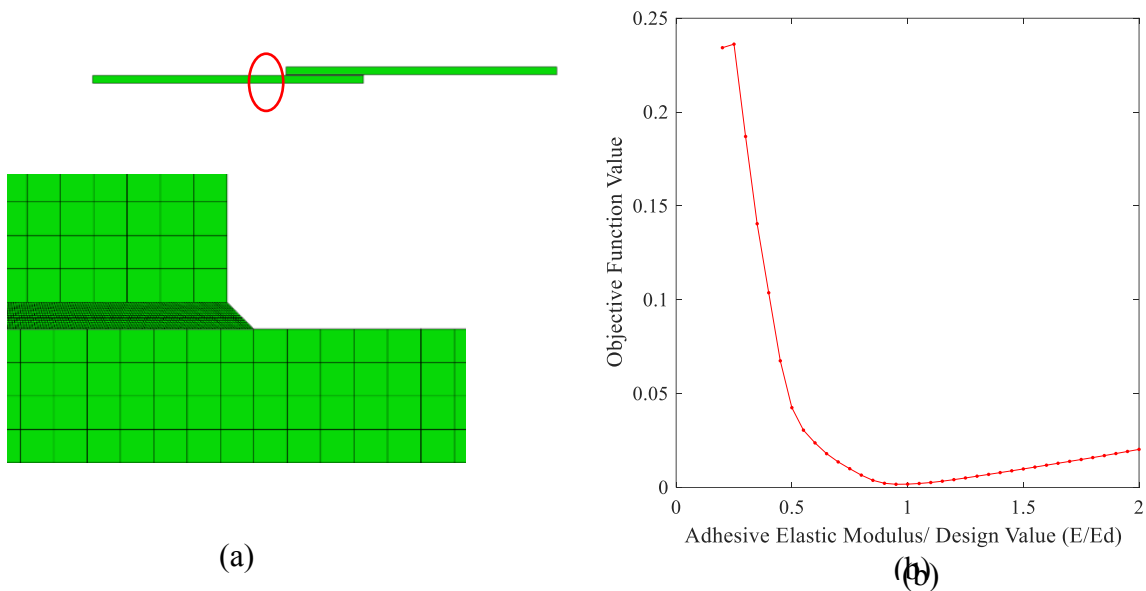 0.25
0.2
0.15
0.1
0.05
0
Objective Function Value
0 0.5 1 1.5 2
Adhesive Elastic Modulus/ Design Value (E/Ed)
(a)
(b)
(b)